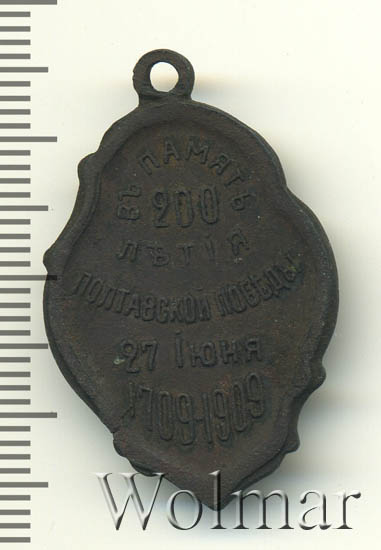 ВЪ ПАМЯТЬ
200
ЛѢТІЯ
ПОЛТАВСКОЙ ПОБѢДЫ
27 Іюня
1709-1909
Wolmar